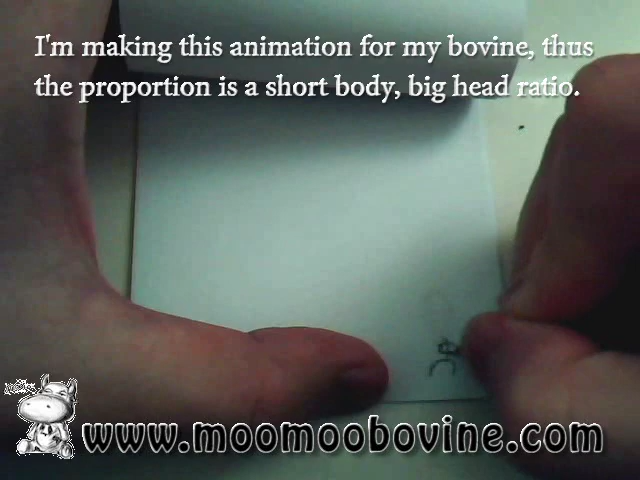 I'm making this animation for my bovine, thus
the proportion is a short body, big head ratio.
www.moomoobovine.com